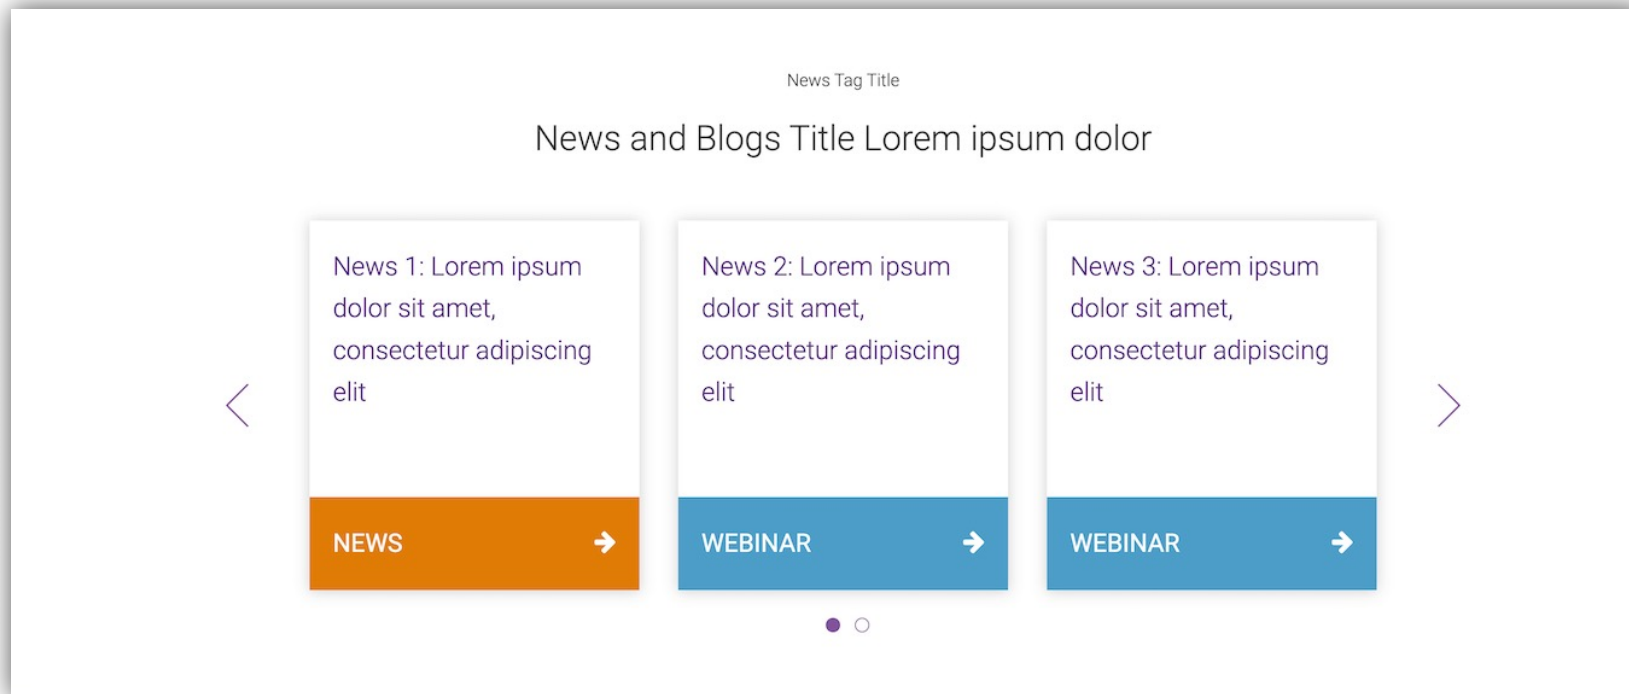 News Tag Title
News and Blogs Title Lorem ipsum dolor
News 1: Lorem ipsum
dolor sit amet,
consectetur adipiscing
elit
NEWS
News 2: Lorem ipsum
dolor sit amet,
consectetur adipiscing
elit
WEBINAR
News 3: Lorem ipsum
dolor sit amet,
consectetur adipiscing
elit
WEBINAR